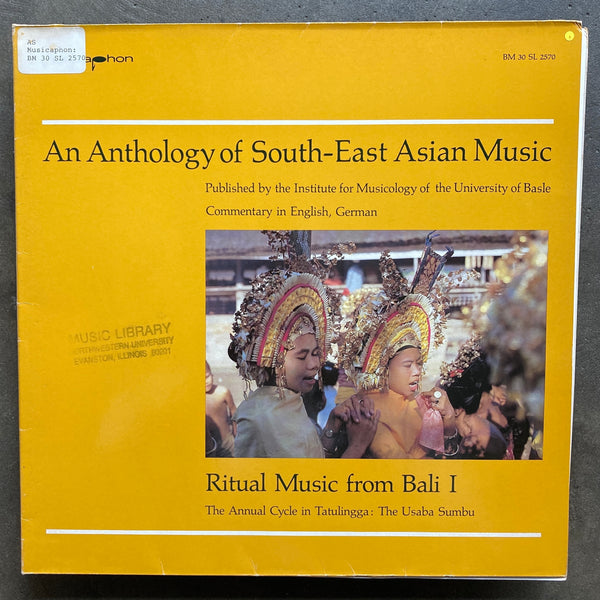 AS
Musicaphon:
BM 30 SL 2570
aphon
BM 30 SL 2570
An Anthology of South-East Asian Music
Published by the Institute for Musicology of the University of Basle
Commentary in English, German
MUSIC LIBRARY
NORTHWESTERN UNIVERSITY
EVANSTON, ILLINOIS 60201
Ritual Music from Bali I
The Annual Cycle in Tatulingga: The Usaba Sumbu